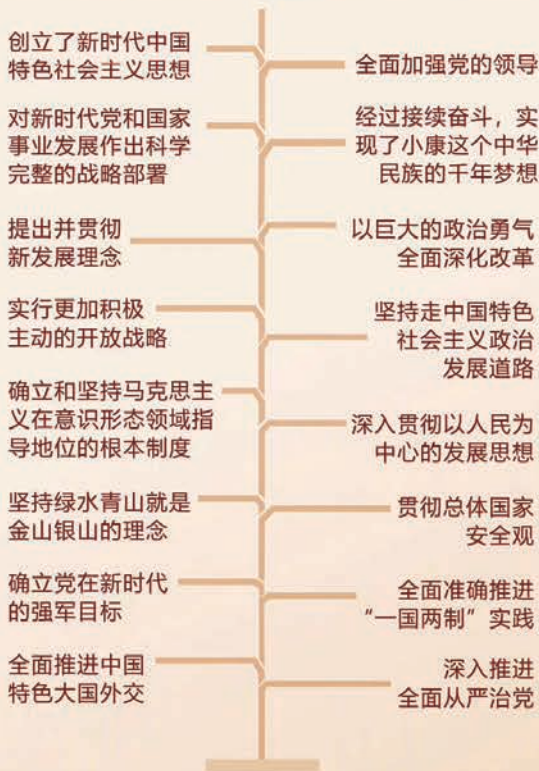 创立了新时代中国
特色社会主义思想
全面加强党的领导
对新时代党和国家
事业发展作出科学
完整的战略部署
经过接续奋斗，实
现了小康这个中华
民族的千年梦想
提出并贯彻
新发展理念
以巨大的政治勇气
全面深化改革
实行更加积极
主动的开放战略
坚持走中国特色
社会主义政治
发展道路
确立和坚持马克思主
义在意识形态领域指
导地位的根本制度
深入贯彻以人民为
中心的发展思想
坚持绿水青山就是
金山银山的理念
贯彻总体国家
安全观
确立党在新时代
的强军目标
全面准确推进
“一国两制”实践
全面推进中国
特色大国外交
深入推进
全面从严治党